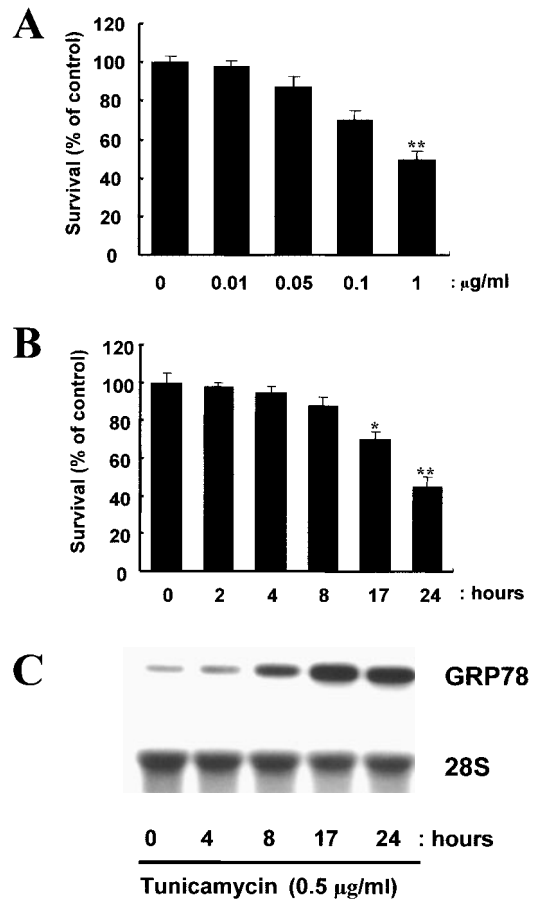 A
Survival (% of control)
120
100
80
60
40
20
0
**
0 0.01 0.05 0.1 1 : μg/ml
B
Survival (% of control)
120
100
80
60
40
20
0
*
**
0 2 4 8 17 24 : hours
C
GRP78
28S
0 4 8 17 24 : hours
Tunicamycin (0.5 μg/ml)